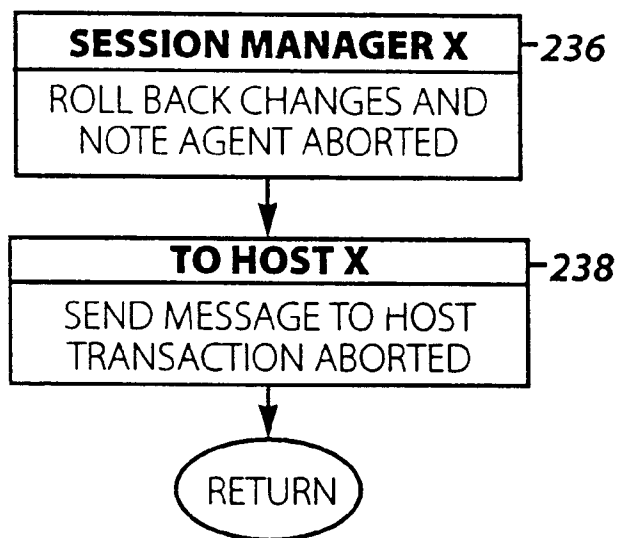 SESSION MANAGER X
236
ROLL BACK CHANGES AND
NOTE AGENT ABORTED
TO HOST X
238
SEND MESSAGE TO HOST
TRANSACTION ABORTED
RETURN